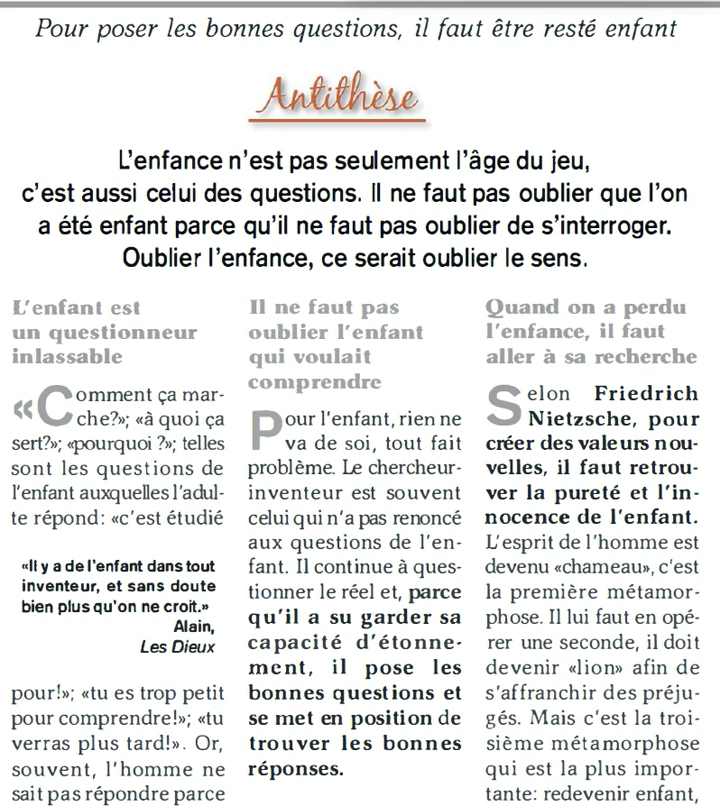 Pour poser les bonnes questions, il faut être resté enfant
Antithèse
L'enfance n'est pas seulement l'âge du jeu,
c'est aussi celui des questions. Il ne faut pas oublier que l'on
a été enfant parce qu'il ne faut pas oublier de s'interroger.
Oublier l'enfance, ce serait oublier le sens.
L'enfant est
un questionneur
inlassable
«Comment ça mar-
che?»; «à quoi ça
sert?»; «pourquoi ?»; telles
sont les questions de
l'enfant auxquelles l'adul-
te répond: «c'est étudié
«Il y a de l'enfant dans tout
inventeur, et sans doute
bien plus qu'on ne croit.»
Alain,
Les Dieux
pour!»; «tu es trop petit
pour comprendre!»; «tu
verras plus tard!». Or,
souvent, l'homme ne
sait pas répondre parce
Il ne faut pas
oublier l'enfant
qui voulait
comprendre
Pour l'enfant, rien ne
va de soi, tout fait
problème. Le chercheur-
inventeur est souvent
celui qui n'a pas renoncé
aux questions de l'en-
fant. Il continue à ques-
tionner le réel et, parce
qu'il a su garder sa
capacité d'étonne-
ment, il pose les
bonnes questions et
se met en position de
trouver les bonnes
réponses.
Quand on a perdu
l'enfance, il faut
aller à sa recherche
Selon Friedrich
Nietzsche, pour
créer des valeurs nou-
velles, il faut retrou-
ver la pureté et l'in-
nocence de l'enfant.
L'esprit de l'homme est
devenu «chameau», c'est
la première métamor-
phose. Il lui faut en opé-
rer une seconde, il doit
devenir «lion» afin de
s'affranchir des préju-
gés. Mais c'est la troi-
sième métamorphose
qui est la plus impor-
tante: redevenir enfant,